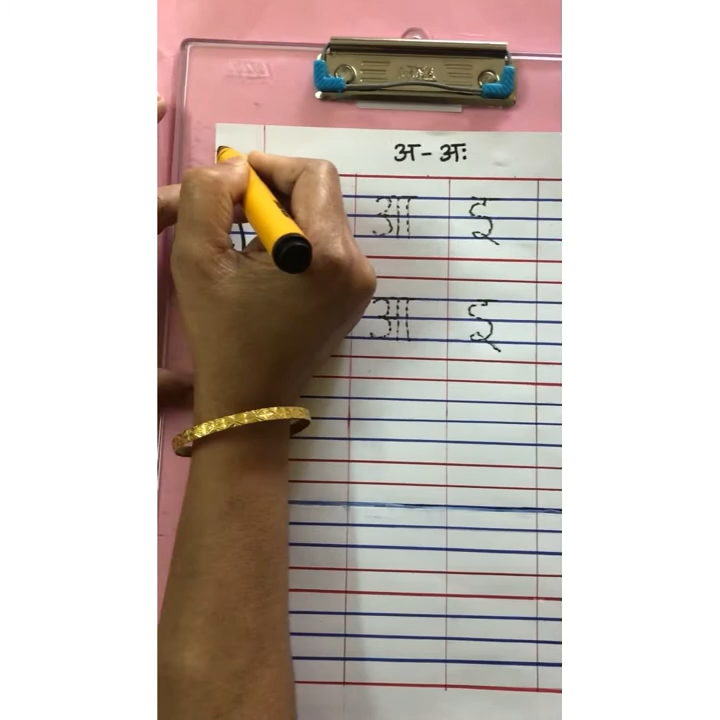 अ - अः
आ इ
आ इ